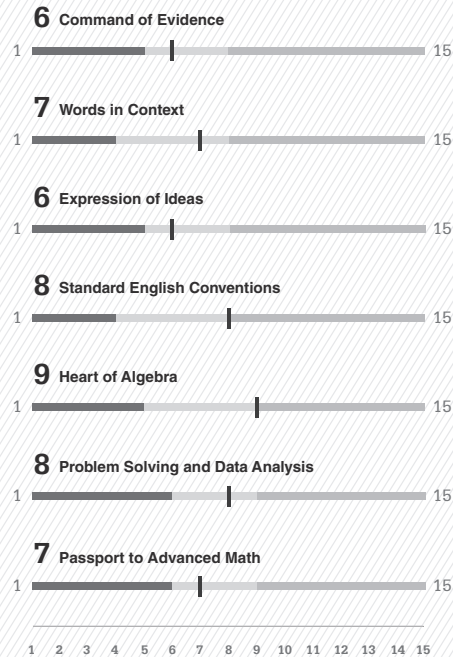 6 Command of Evidence
1 15
7 Words in Context
1 15
6 Expression of Ideas
1 15
8 Standard English Conventions
1 15
9 Heart of Algebra
1 15
8 Problem Solving and Data Analysis
1 15
7 Passport to Advanced Math
1 15
1 2 3 4 5 6 7 8 9 10 11 12 13 14 15